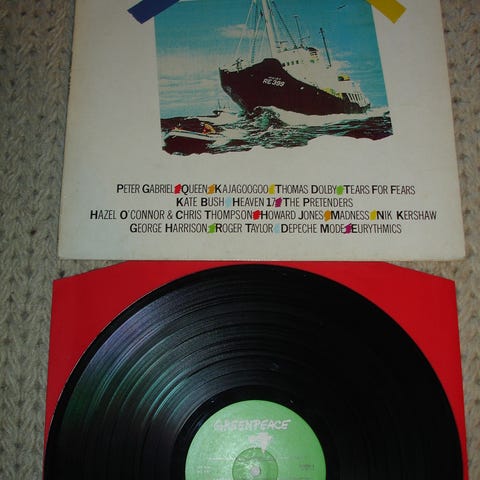 RE 399
PETER GABRIEL QUEEN KAJAGOOGOO THOMAS DOLBY TEARS FOR FEARS
KATE BUSH HEAVEN 17 THE PRETENDERS
HAZEL O'CONNOR & CHRIS THOMPSON HOWARD JONES MADNESS NIK KERSHAW
GEORGE HARRISON ROGER TAYLOR DEPECHE MODE EURYTHMICS
GREENPEACE